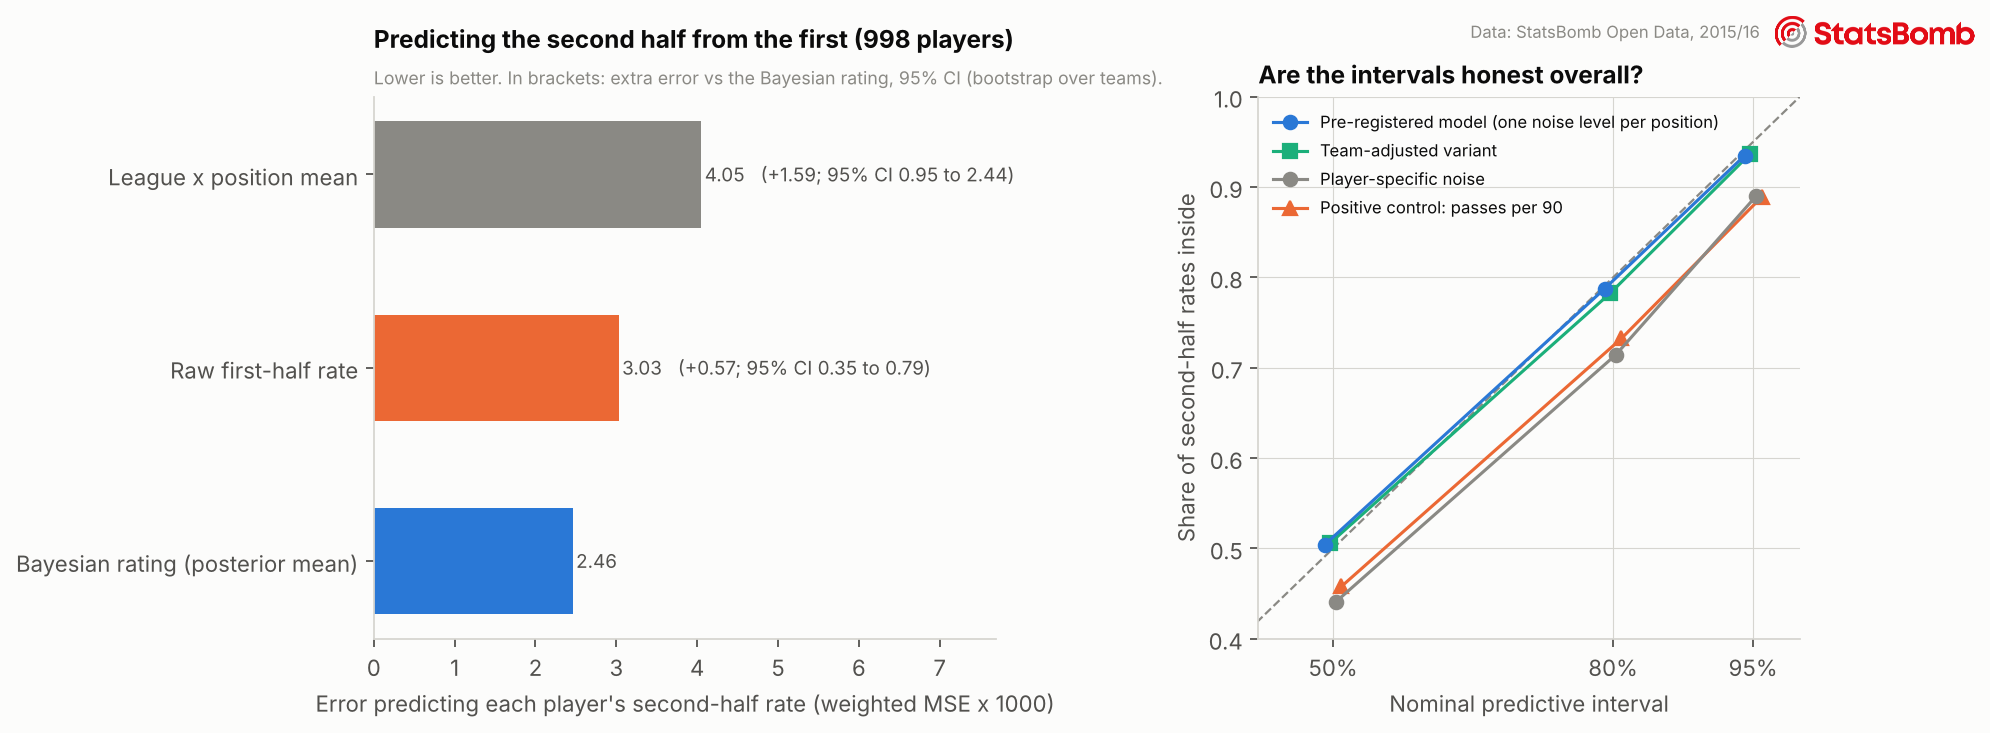 Predicting the second half from the first (998 players)
Lower is better. In brackets: extra error vs the Bayesian rating, 95% CI (bootstrap over teams).
League x position mean
4.05 (+1.59; 95% CI 0.95 to 2.44)
Raw first-half rate
3.03 (+0.57; 95% CI 0.35 to 0.79)
Bayesian rating (posterior mean)
2.46
0 1 2 3 4 5 6 7
Error predicting each player's second-half rate (weighted MSE x 1000)
Data: StatsBomb Open Data, 2015/16
StatsBomb
Are the intervals honest overall?
Pre-registered model (one noise level per position)
Team-adjusted variant
Player-specific noise
Positive control: passes per 90
Share of second-half rates inside
1.0
0.9
0.8
0.7
0.6
0.5
0.4
50% 80% 95%
Nominal predictive interval